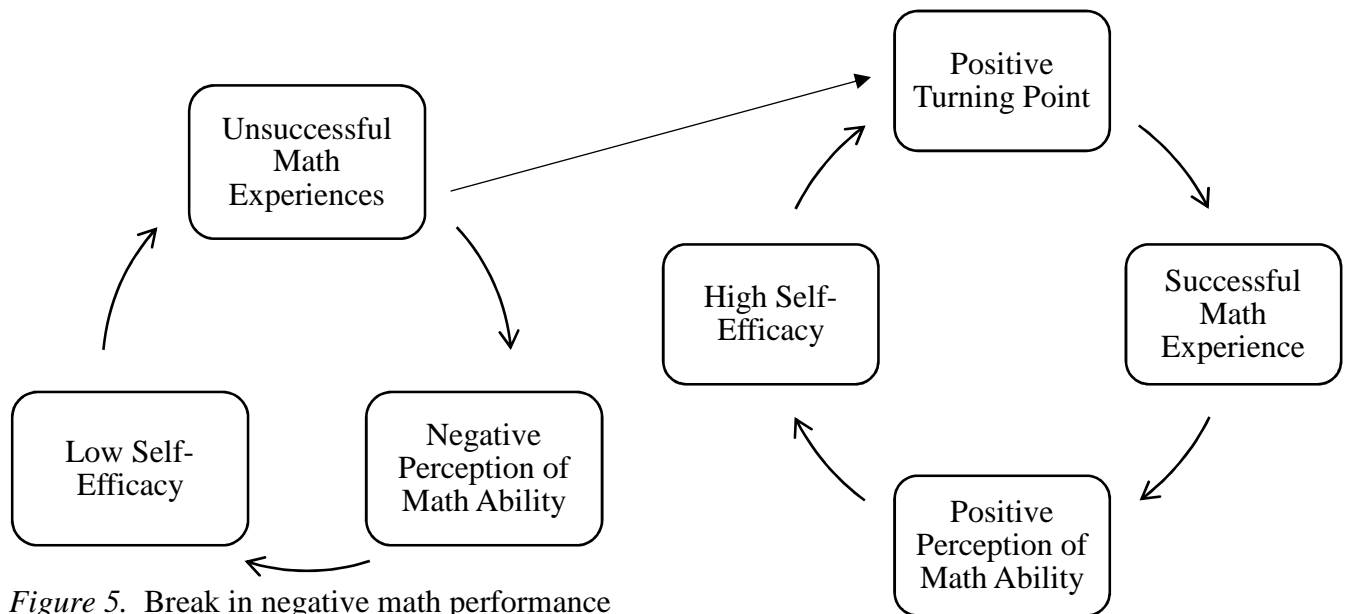 Unsuccessful
Math
Experiences
Negative
Perception of
Math Ability
Low Self-
Efficacy
Positive
Turning Point
Successful
Math
Experience
Positive
Perception of
Math Ability
High Self-
Efficacy
Figure 5. Break in negative math performance